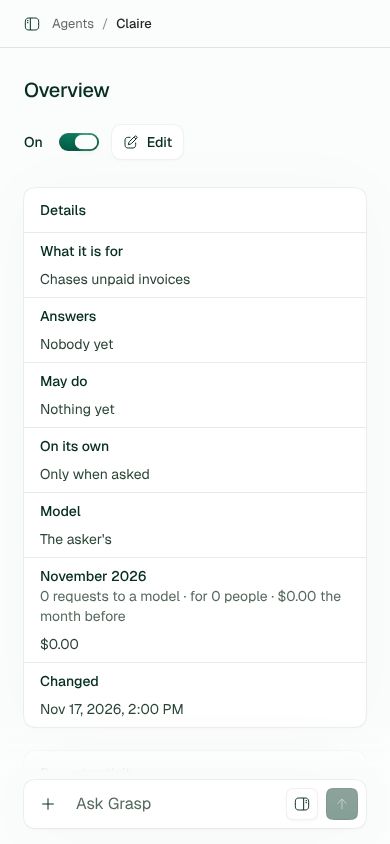 Agents / Claire
Overview
On
Edit
Details
What it is for
Chases unpaid invoices
Answers
Nobody yet
May do
Nothing yet
On its own
Only when asked
Model
The asker's
November 2026
0 requests to a model · for 0 people · $0.00 the
month before
$0.00
Changed
Nov 17, 2026, 2:00 PM
Ask Grasp